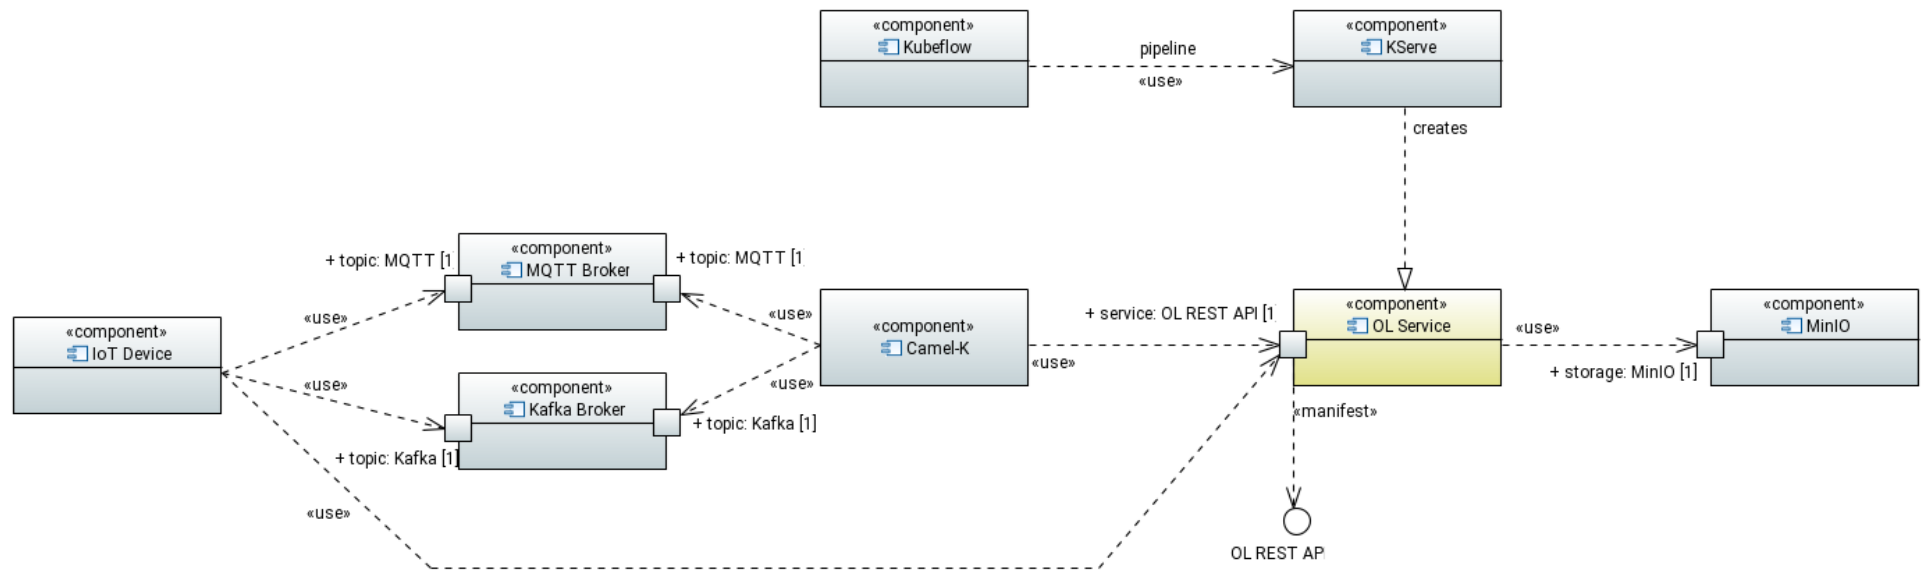 «component»
Kubeflow
pipeline
«use»
«component»
KServe
creates
«component»
IoT Device
«use»
«use»
«use»
+ topic: MQTT [1
«component»
MQTT Broker
+ topic: MQTT [1
+ topic: Kafka [1]
«component»
Kafka Broker
+ topic: Kafka [1]
«use»
«use»
«component»
Camel-K
«use»
+ service: OL REST API [1
«component»
OL Service
«manifest»
OL REST AP
«use»
+ storage: MinIO [1]
«component»
MinIO